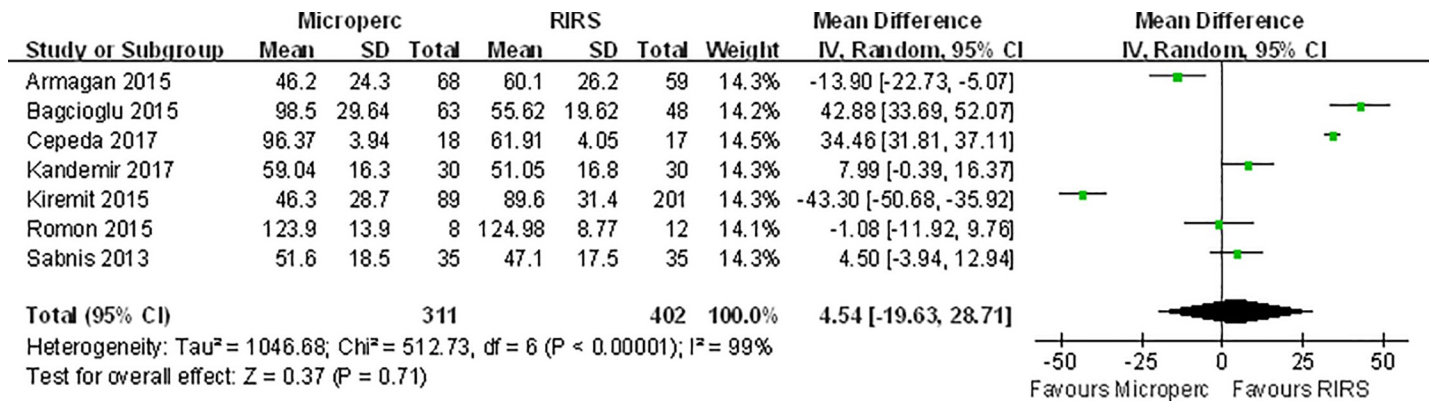 Microperc RIRS Mean Difference Mean Difference
Study or Subgroup Mean SD Total Mean SD Total Weight IV, Random, 95% CI IV, Random, 95% CI
Armagan 2015 46.2 24.3 68 60.1 26.2 59 14.3% -13.90 [-22.73, -5.07]
Bagcioglu 2015 98.5 29.64 63 55.62 19.62 48 14.2% 42.88 [33.69, 52.07]
Cepeda 2017 96.37 3.94 18 61.91 4.05 17 14.5% 34.46 [31.81, 37.11]
Kandemir 2017 59.04 16.3 30 51.05 16.8 30 14.3% 7.99 [-0.39, 16.37]
Kiremit 2015 46.3 28.7 89 89.6 31.4 201 14.3% -43.30 [-50.68, -35.92]
Romon 2015 123.9 13.9 8 124.98 8.77 12 14.1% -1.08 [-11.92, 9.76]
Sabnis 2013 51.6 18.5 35 47.1 17.5 35 14.3% 4.50 [-3.94, 12.94]
Total (95% CI) 311 402 100.0% 4.54 [-19.63, 28.71]
Heterogeneity: Tau² = 1046.68; Chi² = 512.73, df = 6 (P < 0.00001); I² = 99%
Test for overall effect: Z = 0.37 (P = 0.71)
-50 -25 0 25 50
Favours Microperc Favours RIRS